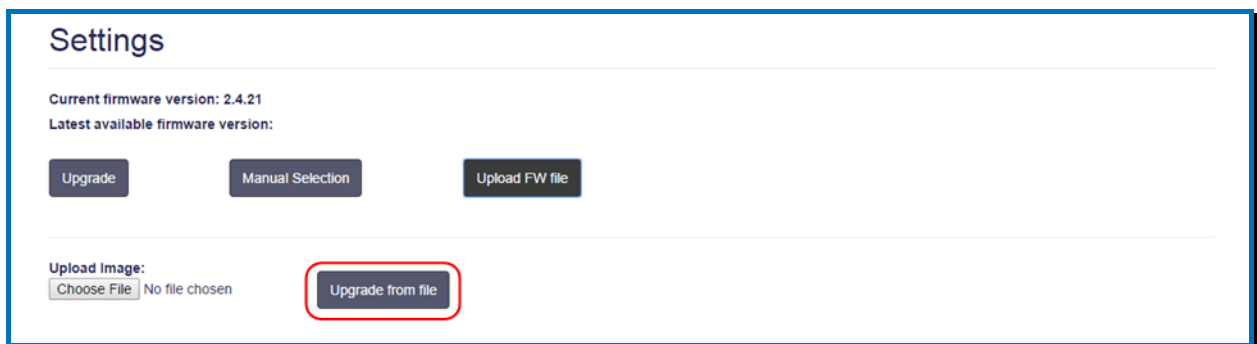 Settings
Current firmware version: 2.4.21
Latest available firmware version:
Upgrade Manual Selection Upload FW file
Upload Image:
Choose File No file chosen Upgrade from file